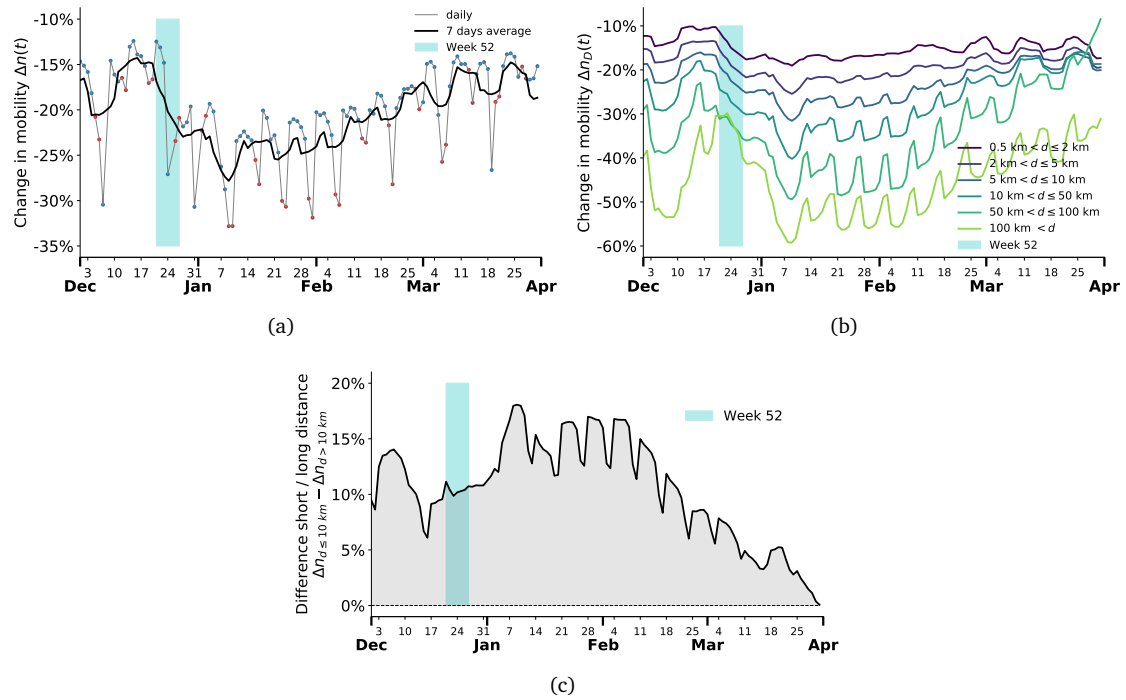 -10%
-15%
-20%
-25%
-30%
-35%
Change in mobility Δn(t)
daily
7 days average
Week 52
3 10 17 24 31 7 14 21 28 4 11 18 25 4 11 18 25
Dec Jan Feb Mar Apr
(a)
-10%
-20%
-30%
-40%
-50%
-60%
Change in mobility Δn_D(t)
0.5 km < d ≤ 2 km
2 km < d ≤ 5 km
5 km < d ≤ 10 km
10 km < d ≤ 50 km
50 km < d ≤ 100 km
100 km < d
Week 52
3 10 17 24 31 7 14 21 28 4 11 18 25 4 11 18 25
Dec Jan Feb Mar Apr
(b)
20%
15%
10%
5%
0%
Difference short / long distance
Δn_{d ≤ 10 km} − Δn_{d > 10 km}
Week 52
3 10 17 24 31 7 14 21 28 4 11 18 25 4 11 18 25
Dec Jan Feb Mar Apr
(c)